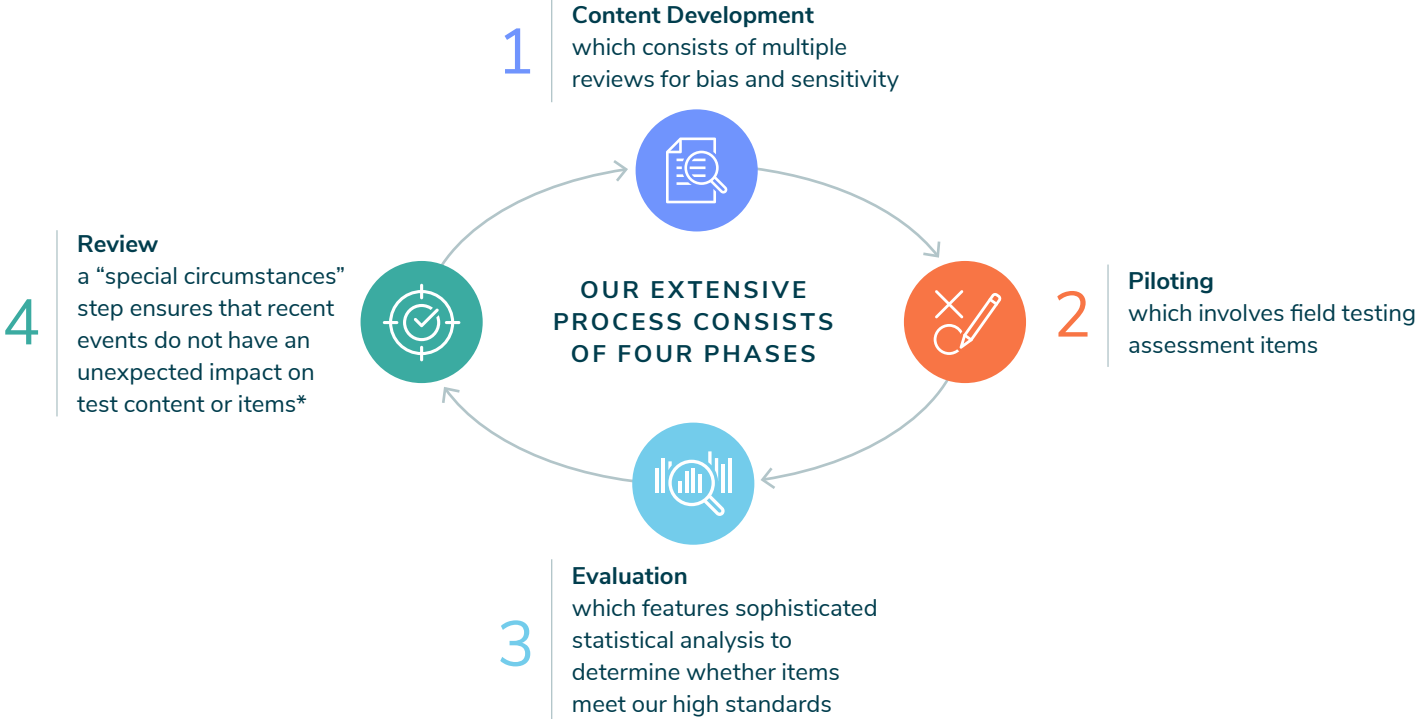 1
Content Development
which consists of multiple
reviews for bias and sensitivity
OUR EXTENSIVE
PROCESS CONSISTS
OF FOUR PHASES
2
Piloting
which involves field testing
assessment items
3
Evaluation
which features sophisticated
statistical analysis to
determine whether items
meet our high standards
4
Review
a “special circumstances”
step ensures that recent
events do not have an
unexpected impact on
test content or items*